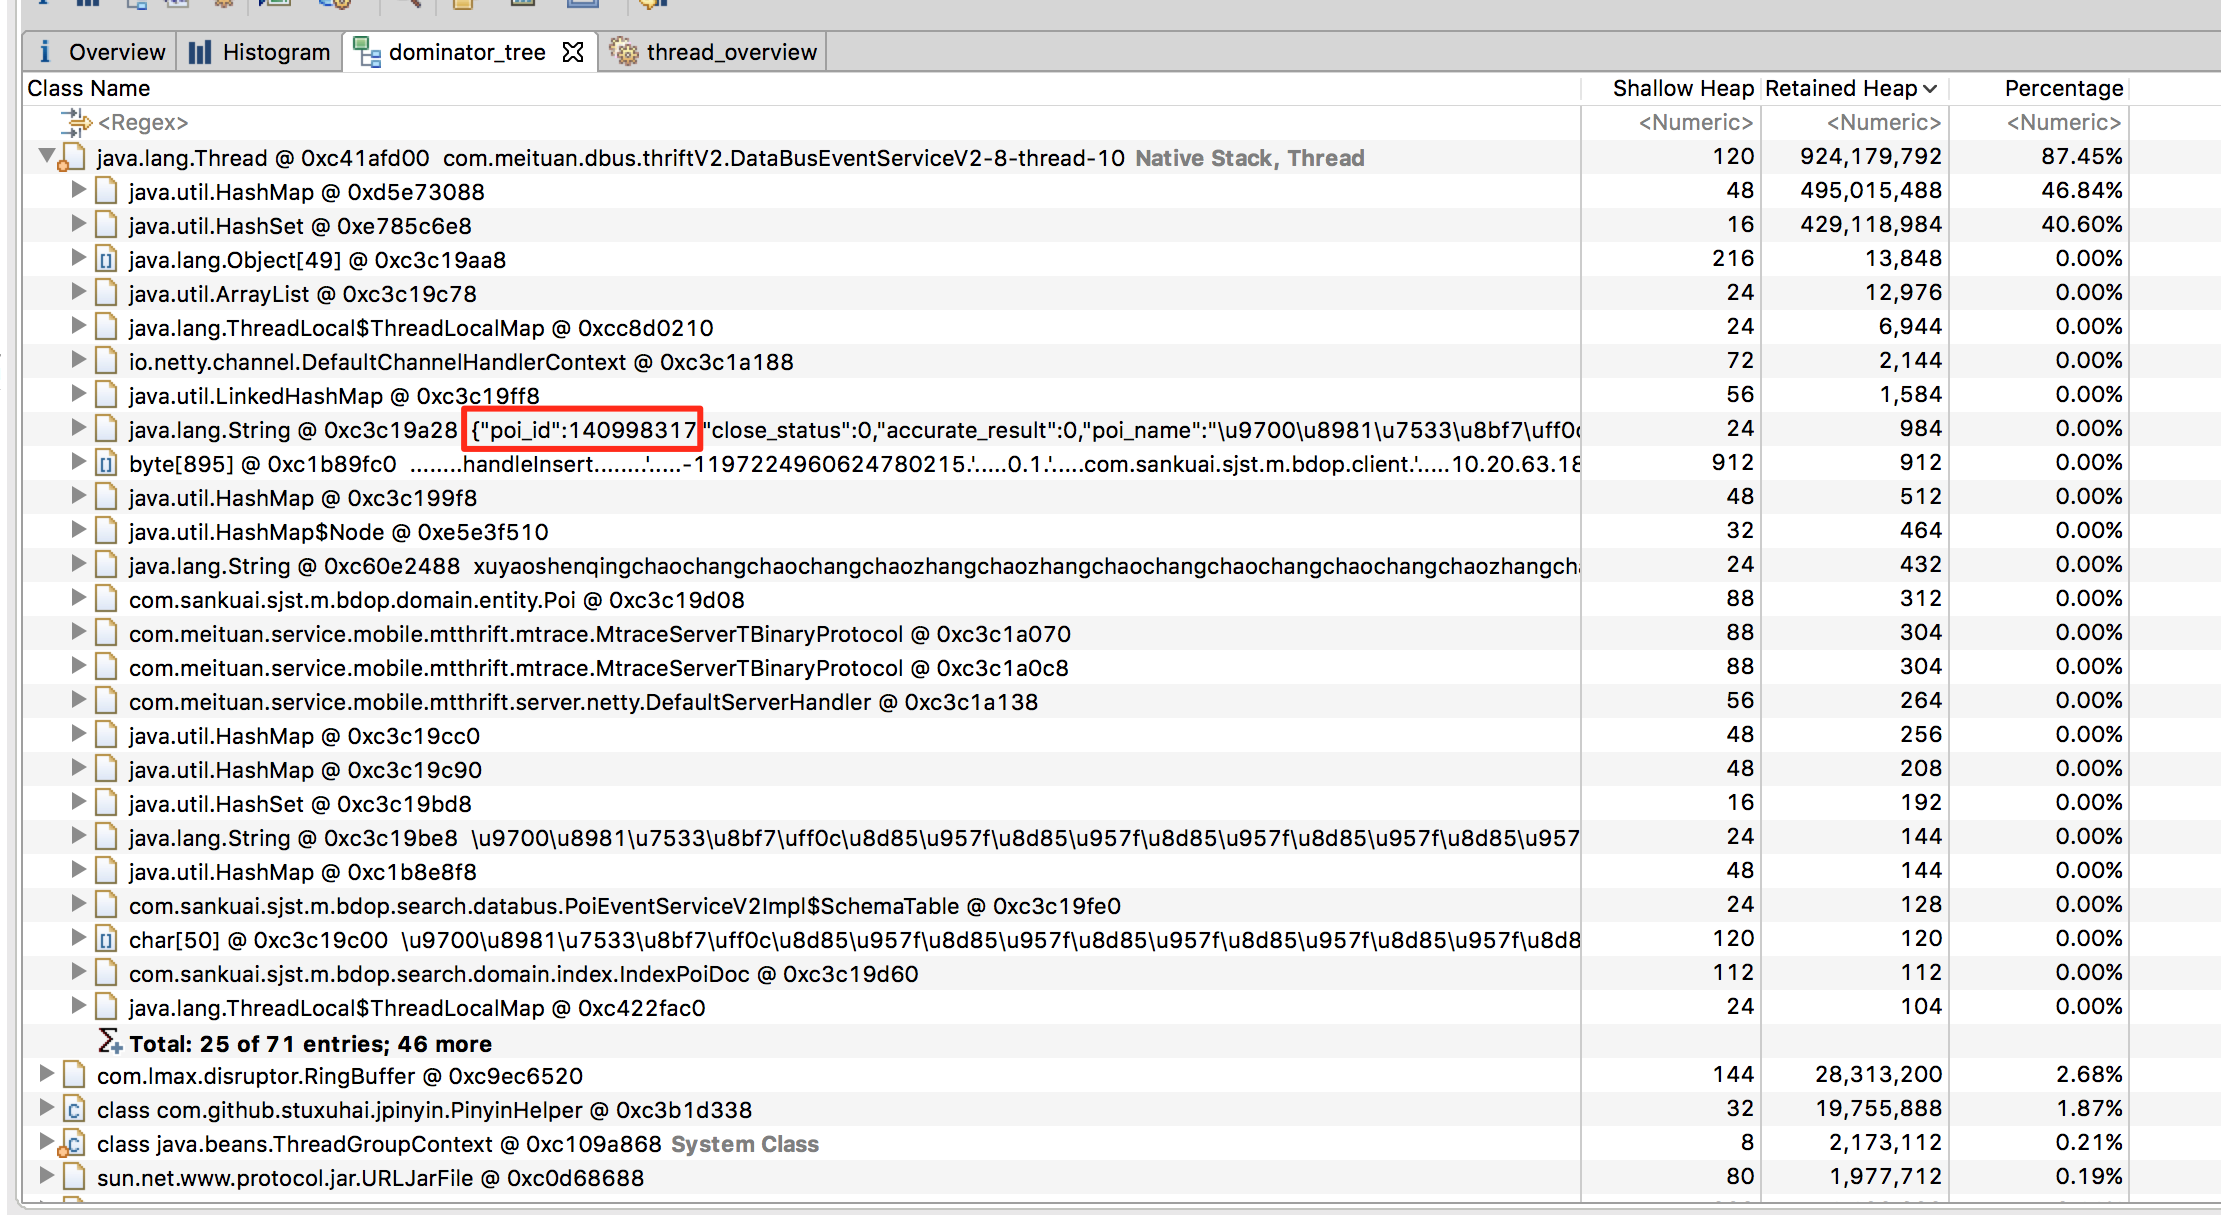 Overview Histogram dominator_tree thread_overview
Class Name Shallow Heap Retained Heap Percentage
<Regex> <Numeric> <Numeric> <Numeric>
java.lang.Thread @ 0xc41afd00 com.meituan.dbus.thriftV2.DataBusEventServiceV2-8-thread-10 Native Stack, Thread 120 924,179,792 87.45%
java.util.HashMap @ 0xd5e73088 48 495,015,488 46.84%
java.util.HashSet @ 0xe785c6e8 16 429,118,984 40.60%
java.lang.Object[49] @ 0xc3c19aa8 216 13,848 0.00%
java.util.ArrayList @ 0xc3c19c78 24 12,976 0.00%
java.lang.ThreadLocal$ThreadLocalMap @ 0xcc8d0210 24 6,944 0.00%
io.netty.channel.DefaultChannelHandlerContext @ 0xc3c1a188 72 2,144 0.00%
java.util.LinkedHashMap @ 0xc3c19ff8 56 1,584 0.00%
java.lang.String @ 0xc3c19a28 {"poi_id":140998317 "close_status":0,"accurate_result":0,"poi_name":"\u9700\u8981\u7533\u8bf7\uff0c 24 984 0.00%
byte[895] @ 0xc1b89fc0 ........handleInsert.......'.....-1197224960624780215.'.....0.1.'.....com.sankuai.sjst.m.bdop.client.'.....10.20.63.18 912 912 0.00%
java.util.HashMap @ 0xc3c199f8 48 512 0.00%
java.util.HashMap$Node @ 0xe5e3f510 32 464 0.00%
java.lang.String @ 0xc60e2488 xuyaoshenqingchaochangchaochangchaozhangchaozhangchaochangchaochangchaochangchaozhangch 24 432 0.00%
com.sankuai.sjst.m.bdop.domain.entity.Poi @ 0xc3c19d08 88 312 0.00%
com.meituan.service.mobile.mtthrift.mtrace.MtraceServerTBinaryProtocol @ 0xc3c1a070 88 304 0.00%
com.meituan.service.mobile.mtthrift.mtrace.MtraceServerTBinaryProtocol @ 0xc3c1a0c8 88 304 0.00%
com.meituan.service.mobile.mtthrift.server.netty.DefaultServerHandler @ 0xc3c1a138 56 264 0.00%
java.util.HashMap @ 0xc3c19cc0 48 256 0.00%
java.util.HashMap @ 0xc3c19c90 48 208 0.00%
java.util.HashSet @ 0xc3c19bd8 16 192 0.00%
java.lang.String @ 0xc3c19be8 \u9700\u8981\u7533\u8bf7\uff0c\u8d85\u957f\u8d85\u957f\u8d85\u957f\u8d85\u957f\u8d85\u957 24 144 0.00%
java.util.HashMap @ 0xc1b8e8f8 48 144 0.00%
com.sankuai.sjst.m.bdop.search.databus.PoiEventServiceV2Impl$SchemaTable @ 0xc3c19fe0 24 128 0.00%
char[50] @ 0xc3c19c00 \u9700\u8981\u7533\u8bf7\uff0c\u8d85\u957f\u8d85\u957f\u8d85\u957f\u8d85\u957f\u8d85\u957f\u8d8 120 120 0.00%
com.sankuai.sjst.m.bdop.search.domain.index.IndexPoiDoc @ 0xc3c19d60 112 112 0.00%
java.lang.ThreadLocal$ThreadLocalMap @ 0xc422fac0 24 104 0.00%
Total: 25 of 71 entries; 46 more
com.lmax.disruptor.RingBuffer @ 0xc9ec6520 144 28,313,200 2.68%
class com.github.stuxuhai.jpinyin.PinyinHelper @ 0xc3b1d338 32 19,755,888 1.87%
class java.beans.ThreadGroupContext @ 0xc109a868 System Class 8 2,173,112 0.21%
sun.net.www.protocol.jar.URLJarFile @ 0xc0d68688 80 1,977,712 0.19%